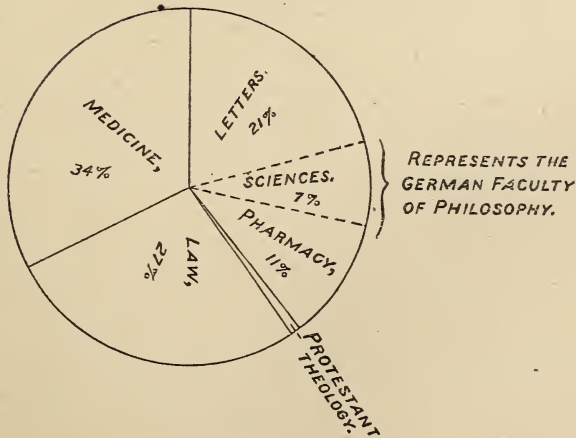 LETTERS.
21%
MEDICINE,
34%
SCIENCES.
7%
REPRESENTS THE
GERMAN FACULTY
OF PHILOSOPHY.
PHARMACY,
11%
LAW,
27%
PROTESTANT
THEOLOGY.